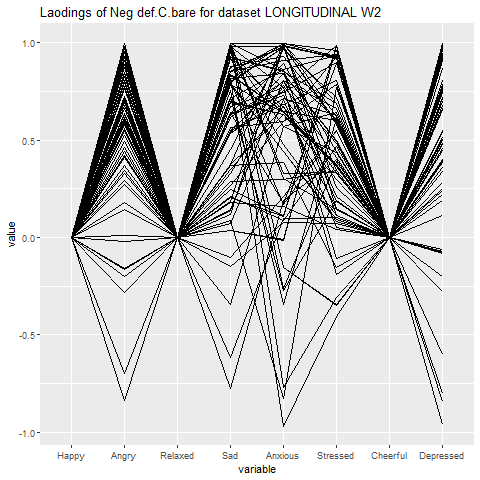 Laodings of Neg def.C.bare for dataset LONGITUDINAL W2
1.0
0.5
0.0
-0.5
-1.0
value
Happy Angry Relaxed Sad Anxious Stressed Cheerful Depressed
variable